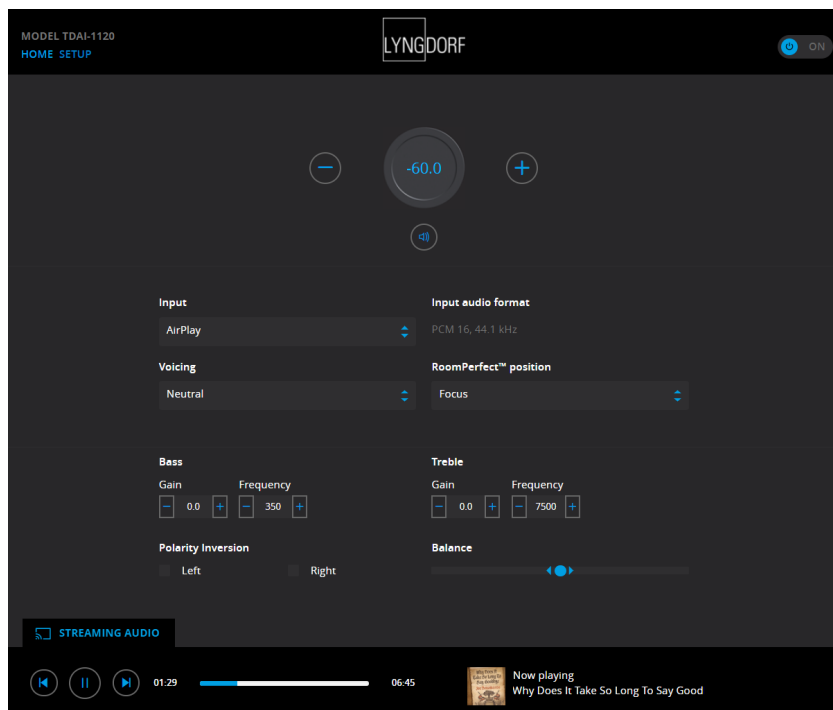 MODEL TDAI-1120
HOME SETUP
LYNGDORF
ON
-60.0
Input
Input audio format
AirPlay
PCM 16, 44.1 kHz
Voicing
RoomPerfect™ position
Neutral
Focus
Bass
Treble
Gain Frequency
Gain Frequency
− 0.0 + − 350 +
− 0.0 + − 7500 +
Polarity Inversion
Balance
Left Right
STREAMING AUDIO
01:29
06:45
Now playing
Why Does It Take So Long To Say Good